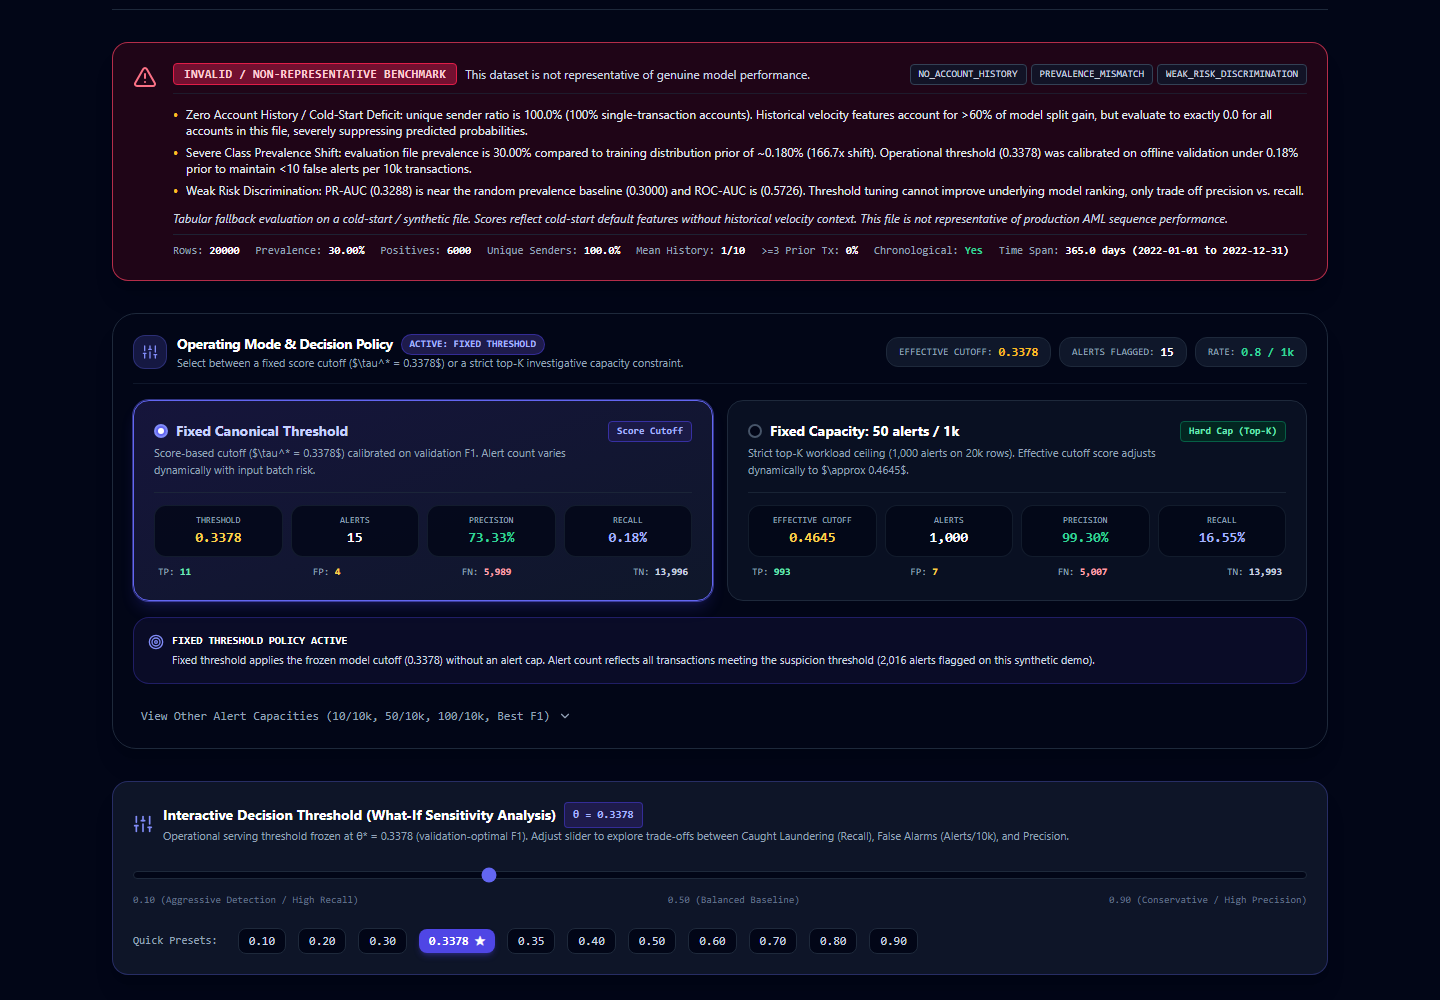 INVALID / NON-REPRESENTATIVE BENCHMARK This dataset is not representative of genuine model performance. NO_ACCOUNT_HISTORY PREVALENCE_MISMATCH WEAK_RISK_DISCRIMINATION
• Zero Account History / Cold-Start Deficit: unique sender ratio is 100.0% (100% single-transaction accounts). Historical velocity features account for >60% of model split gain, but evaluate to exactly 0.0 for all
accounts in this file, severely suppressing predicted probabilities.
• Severe Class Prevalence Shift: evaluation file prevalence is 30.00% compared to training distribution prior of ~0.180% (166.7x shift). Operational threshold (0.3378) was calibrated on offline validation under 0.18%
prior to maintain <10 false alerts per 10k transactions.
• Weak Risk Discrimination: PR-AUC (0.3288) is near the random prevalence baseline (0.3000) and ROC-AUC is (0.5726). Threshold tuning cannot improve underlying model ranking, only trade off precision vs. recall.
Tabular fallback evaluation on a cold-start / synthetic file. Scores reflect cold-start default features without historical velocity context. This file is not representative of production AML sequence performance.
Rows: 20000 Prevalence: 30.00% Positives: 6000 Unique Senders: 100.0% Mean History: 1/10 >=3 Prior Tx: 0% Chronological: Yes Time Span: 365.0 days (2022-01-01 to 2022-12-31)
Operating Mode & Decision Policy ACTIVE: FIXED THRESHOLD
Select between a fixed score cutoff ($\tau^* = 0.3378$) or a strict top-K investigative capacity constraint.
EFFECTIVE CUTOFF: 0.3378 ALERTS FLAGGED: 15 RATE: 0.8 / 1k
Fixed Canonical Threshold Score Cutoff
Score-based cutoff ($\tau^* = 0.3378$) calibrated on validation F1. Alert count varies
dynamically with input batch risk.
THRESHOLD ALERTS PRECISION RECALL
0.3378 15 73.33% 0.18%
TP: 11 FP: 4 FN: 5,989 TN: 13,996
Fixed Capacity: 50 alerts / 1k Hard Cap (Top-K)
Strict top-K workload ceiling (1,000 alerts on 20k rows). Effective cutoff score adjusts
dynamically to $\approx 0.4645$.
EFFECTIVE CUTOFF ALERTS PRECISION RECALL
0.4645 1,000 99.30% 16.55%
TP: 993 FP: 7 FN: 5,007 TN: 13,993
FIXED THRESHOLD POLICY ACTIVE
Fixed threshold applies the frozen model cutoff (0.3378) without an alert cap. Alert count reflects all transactions meeting the suspicion threshold (2,016 alerts flagged on this synthetic demo).
View Other Alert Capacities (10/10k, 50/10k, 100/10k, Best F1)
Interactive Decision Threshold (What-If Sensitivity Analysis) θ = 0.3378
Operational serving threshold frozen at θ* = 0.3378 (validation-optimal F1). Adjust slider to explore trade-offs between Caught Laundering (Recall), False Alarms (Alerts/10k), and Precision.
0.10 (Aggressive Detection / High Recall) 0.50 (Balanced Baseline) 0.90 (Conservative / High Precision)
Quick Presets: 0.10 0.20 0.30 0.3378 ★ 0.35 0.40 0.50 0.60 0.70 0.80 0.90